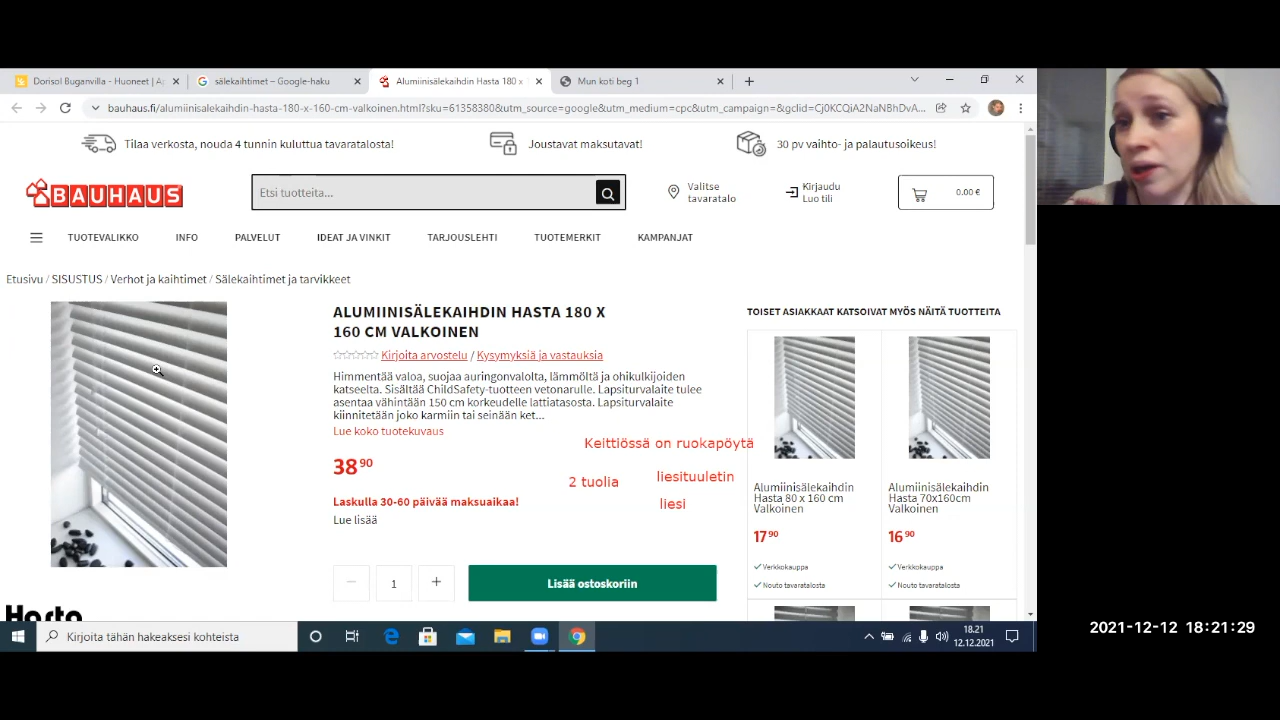 Dorisol Buganvilla - Huoneet | A
sälekaihtimet – Google-haku
Alumiinisälekaihdin Hasta 180 x
Mun koti beg 1
bauhaus.fi/alumiinisalekaihdin-hasta-180-x-160-cm-valkoinen.html?sku=61358380&utm_source=google&utm_medium=cpc&utm_campaign=&gclid=Cj0KCQiA2NaNBhDvA...
Tilaa verkosta, nouda 4 tunnin kuluttua tavaratalosta!
Joustavat maksutavat!
30 pv vaihto- ja palautusoikeus!
BAUHAUS
Etsi tuotteita...
Valitse
tavaratalo
Kirjaudu
Luo tili
0.00 €
TUOTEVALIKKO INFO PALVELUT IDEAT JA VINKIT TARJOUSLEHTI TUOTEMERKIT KAMPANJAT
Etusivu / SISUSTUS / Verhot ja kaihtimet / Sälekaihtimet ja tarvikkeet
ALUMIINISÄLEKAIHDIN HASTA 180 X
160 CM VALKOINEN
Kirjoita arvostelu / Kysymyksiä ja vastauksia
Himmentää valoa, suojaa auringonvalolta, lämmöltä ja ohikulkijoiden
katseelta. Sisältää ChildSafety-tuotteen vetonarulle. Lapsiturvalaite tulee
asentaa vähintään 150 cm korkeudelle lattiatasosta. Lapsiturvalaite
kiinnitetään joko karmiin tai seinään ket...
Lue koko tuotekuvaus
38 90
Laskulla 30-60 päivää maksuaikaa!
Lue lisää
1
Lisää ostoskoriin
Keittiössä on ruokapöytä
2 tuolia
liesituuletin
liesi
TOISET ASIAKKAAT KATSOIVAT MYÖS NÄITÄ TUOTTEITA
Alumiinisälekaihdin
Hasta 80 x 160 cm
Valkoinen
17 90
Verkkokauppa
Nouto tavaratalosta
Alumiinisälekaihdin
Hasta 70x160cm
Valkoinen
16 90
Verkkokauppa
Nouto tavaratalosta
Hasta
Kirjoita tähän hakeaksesi kohteista
18.21
12.12.2021
2021-12-12 18:21:29